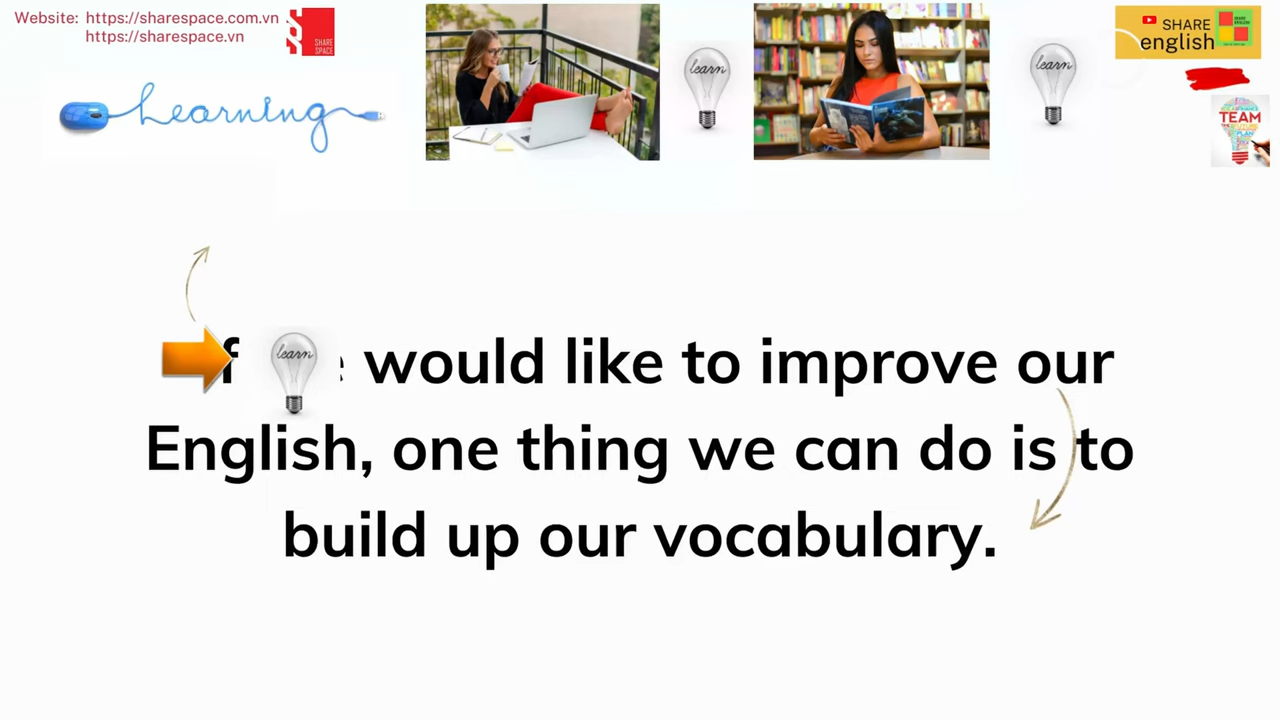 Website: https://sharespace.com.vn
https://sharespace.vn
SHARE
SPACE
Learning
learn
learn
SHARE
english
TEAM
PLAN
learn
would like to improve our
English, one thing we can do is to
build up our vocabulary.